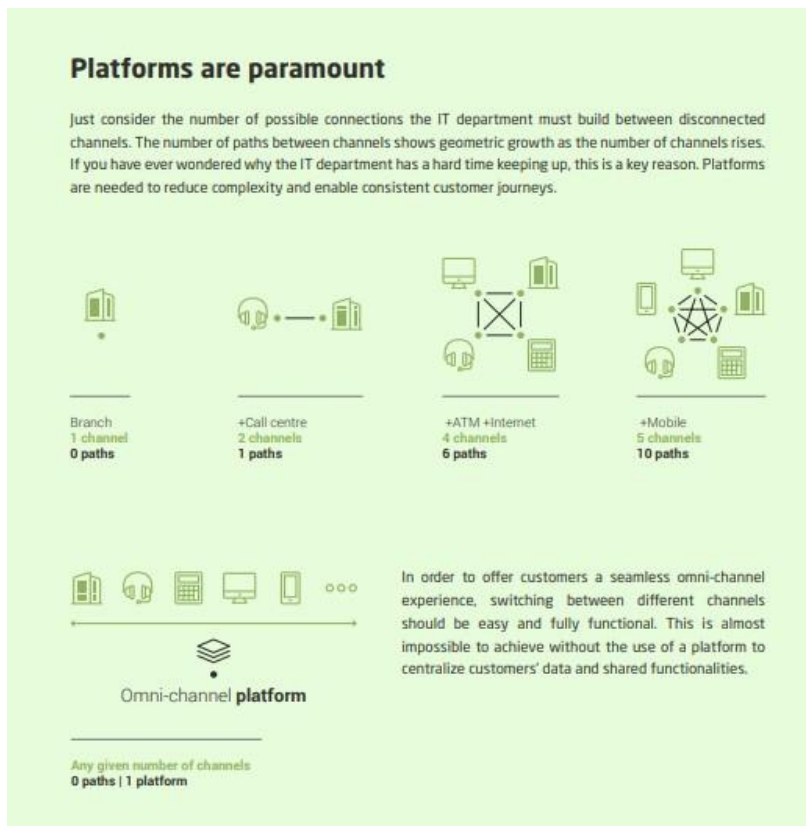 Platforms are paramount
Just consider the number of possible connections the IT department must build between disconnected
channels. The number of paths between channels shows geometric growth as the number of channels rises.
If you have ever wondered why the IT department has a hard time keeping up, this is a key reason. Platforms
are needed to reduce complexity and enable consistent customer journeys.
Branch
1 channel
0 paths
+Call centre
2 channels
1 paths
+ATM +Internet
4 channels
6 paths
+Mobile
5 channels
10 paths
Omni-channel platform
Any given number of channels
0 paths | 1 platform
In order to offer customers a seamless omni-channel
experience, switching between different channels
should be easy and fully functional. This is almost
impossible to achieve without the use of a platform to
centralize customers' data and shared functionalities.